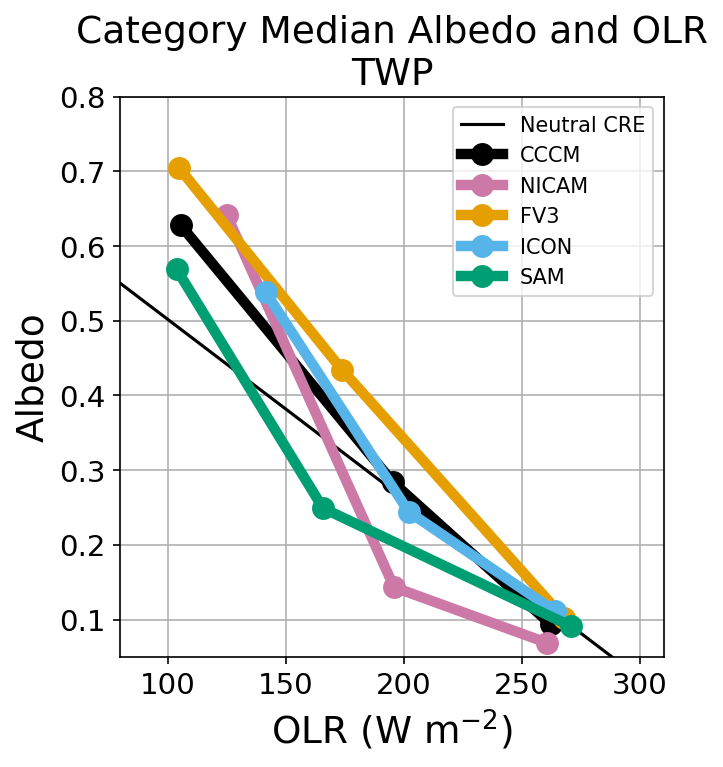 Category Median Albedo and OLR
TWP
0.8
0.7
0.6
0.5
0.4
0.3
0.2
0.1
Albedo
Neutral CRE
CCCM
NICAM
FV3
ICON
SAM
100 150 200 250 300
OLR (W m⁻²)